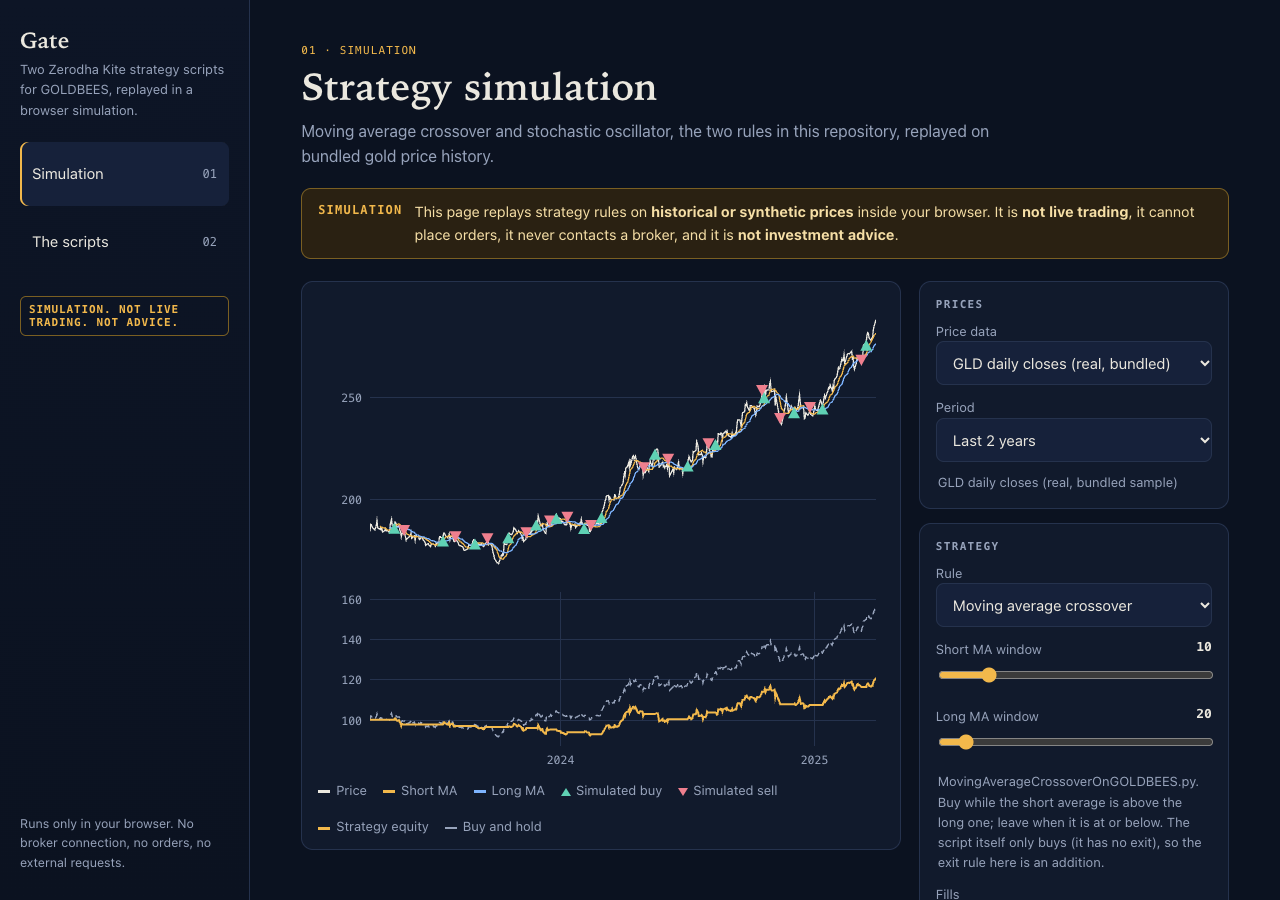 Gate
Two Zerodha Kite strategy scripts
for GOLDBEES, replayed in a
browser simulation.
Simulation 01
The scripts 02
SIMULATION. NOT LIVE
TRADING. NOT ADVICE.
Runs only in your browser. No
broker connection, no orders, no
external requests.
01 · SIMULATION
Strategy simulation
Moving average crossover and stochastic oscillator, the two rules in this repository, replayed on
bundled gold price history.
SIMULATION This page replays strategy rules on historical or synthetic prices inside your browser. It is not live trading, it cannot
place orders, it never contacts a broker, and it is not investment advice.
250
200
160
140
120
100
2024 2025
Price Short MA Long MA Simulated buy Simulated sell
Strategy equity Buy and hold
PRICES
Price data
GLD daily closes (real, bundled)
Period
Last 2 years
GLD daily closes (real, bundled sample)
STRATEGY
Rule
Moving average crossover
Short MA window 10
Long MA window 20
MovingAverageCrossoverOnGOLDBEES.py.
Buy while the short average is above the
long one; leave when it is at or below. The
script itself only buys (it has no exit), so the
exit rule here is an addition.
Fills